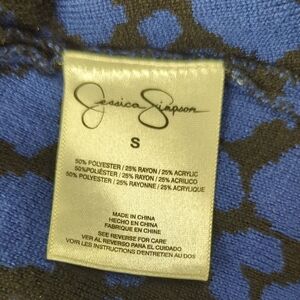 Jessica Simpson
S
50% POLYESTER / 25% RAYON / 25% ACRYLIC
50%POLIÉSTER / 25% RAYON / 25% ACRÍLICO
50% POLYESTER / 25% RAYONNE / 25% ACRYLIQUE
MADE IN CHINA
HECHO EN CHINA
FABRIQUE EN CHINE
SEE REVERSE FOR CARE
VER AL REVERSO PARA EL CUIDADO
VOIR LES INSTRUCTIONS D'ENTRETIEN AU DOS